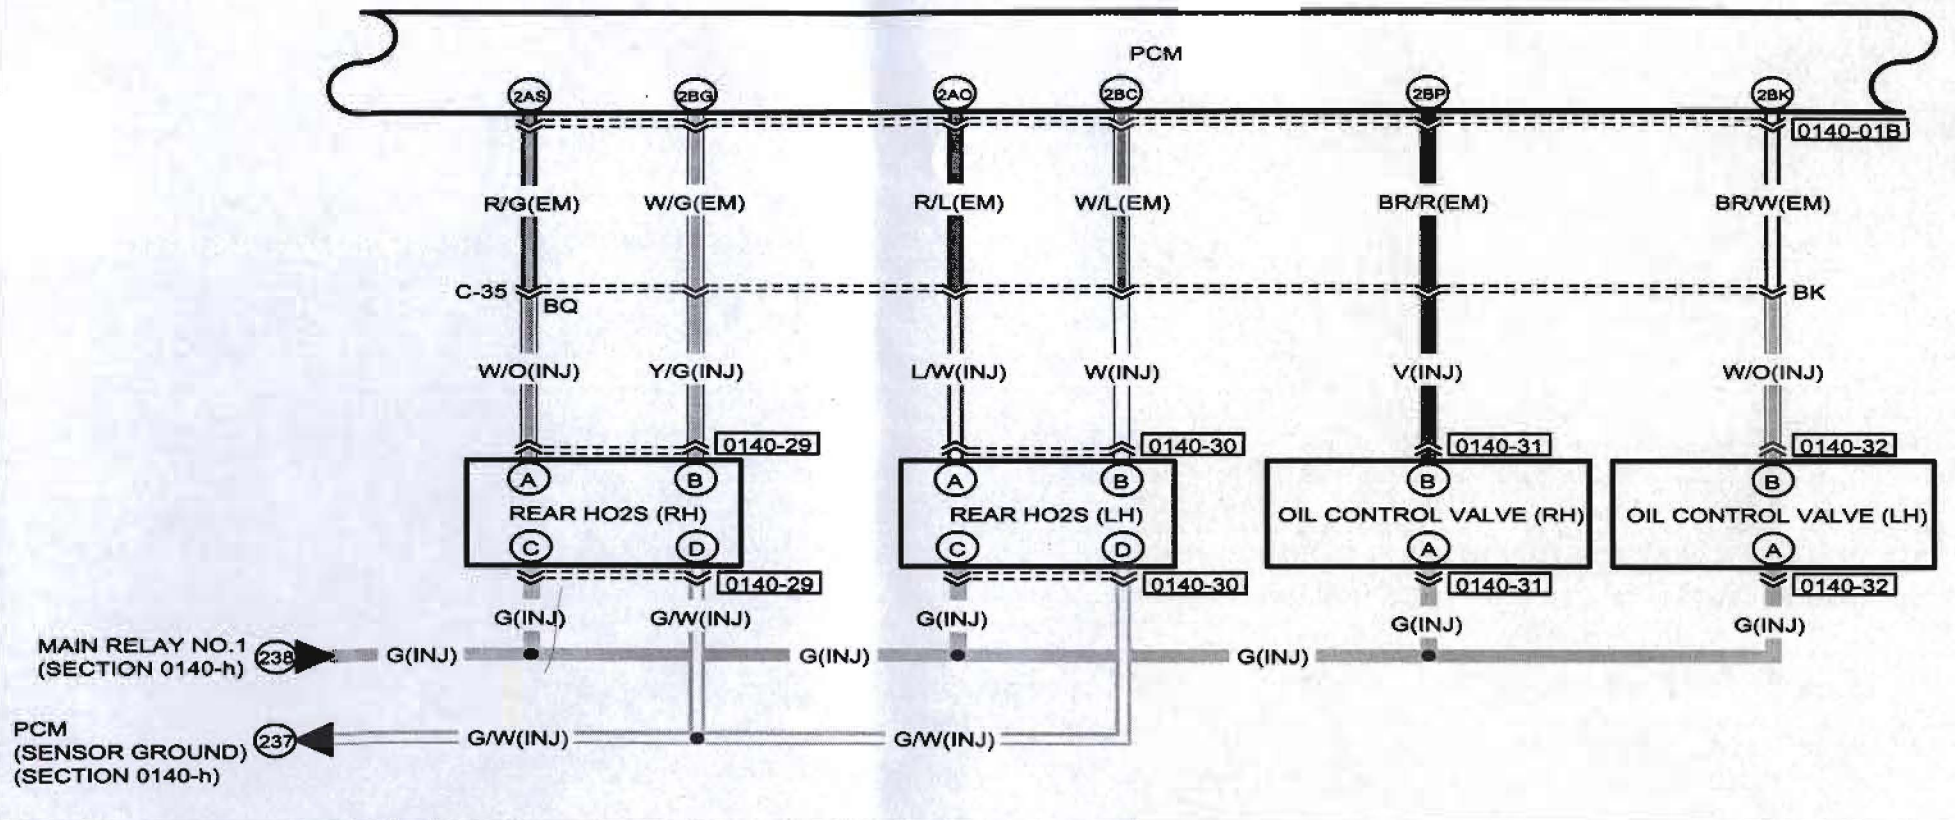 PCM
2AS 2BG 2AO 2BC 2BP 2BK
0140-01B
R/G(EM) W/G(EM) R/L(EM) W/L(EM) BR/R(EM) BR/W(EM)
C-35 BQ BK
W/O(INJ) Y/G(INJ) L/W(INJ) W(INJ) V(INJ) W/O(INJ)
0140-29 0140-30 0140-31 0140-32
A B A B B B
REAR HO2S (RH) REAR HO2S (LH) OIL CONTROL VALVE (RH) OIL CONTROL VALVE (LH)
C D C D A A
0140-29 0140-30 0140-31 0140-32
G(INJ) G/W(INJ) G(INJ) G(INJ) G(INJ)
MAIN RELAY NO.1
(SECTION 0140-h)
238 G(INJ) G(INJ) G(INJ)
PCM
(SENSOR GROUND)
(SECTION 0140-h)
237 G/W(INJ) G/W(INJ)